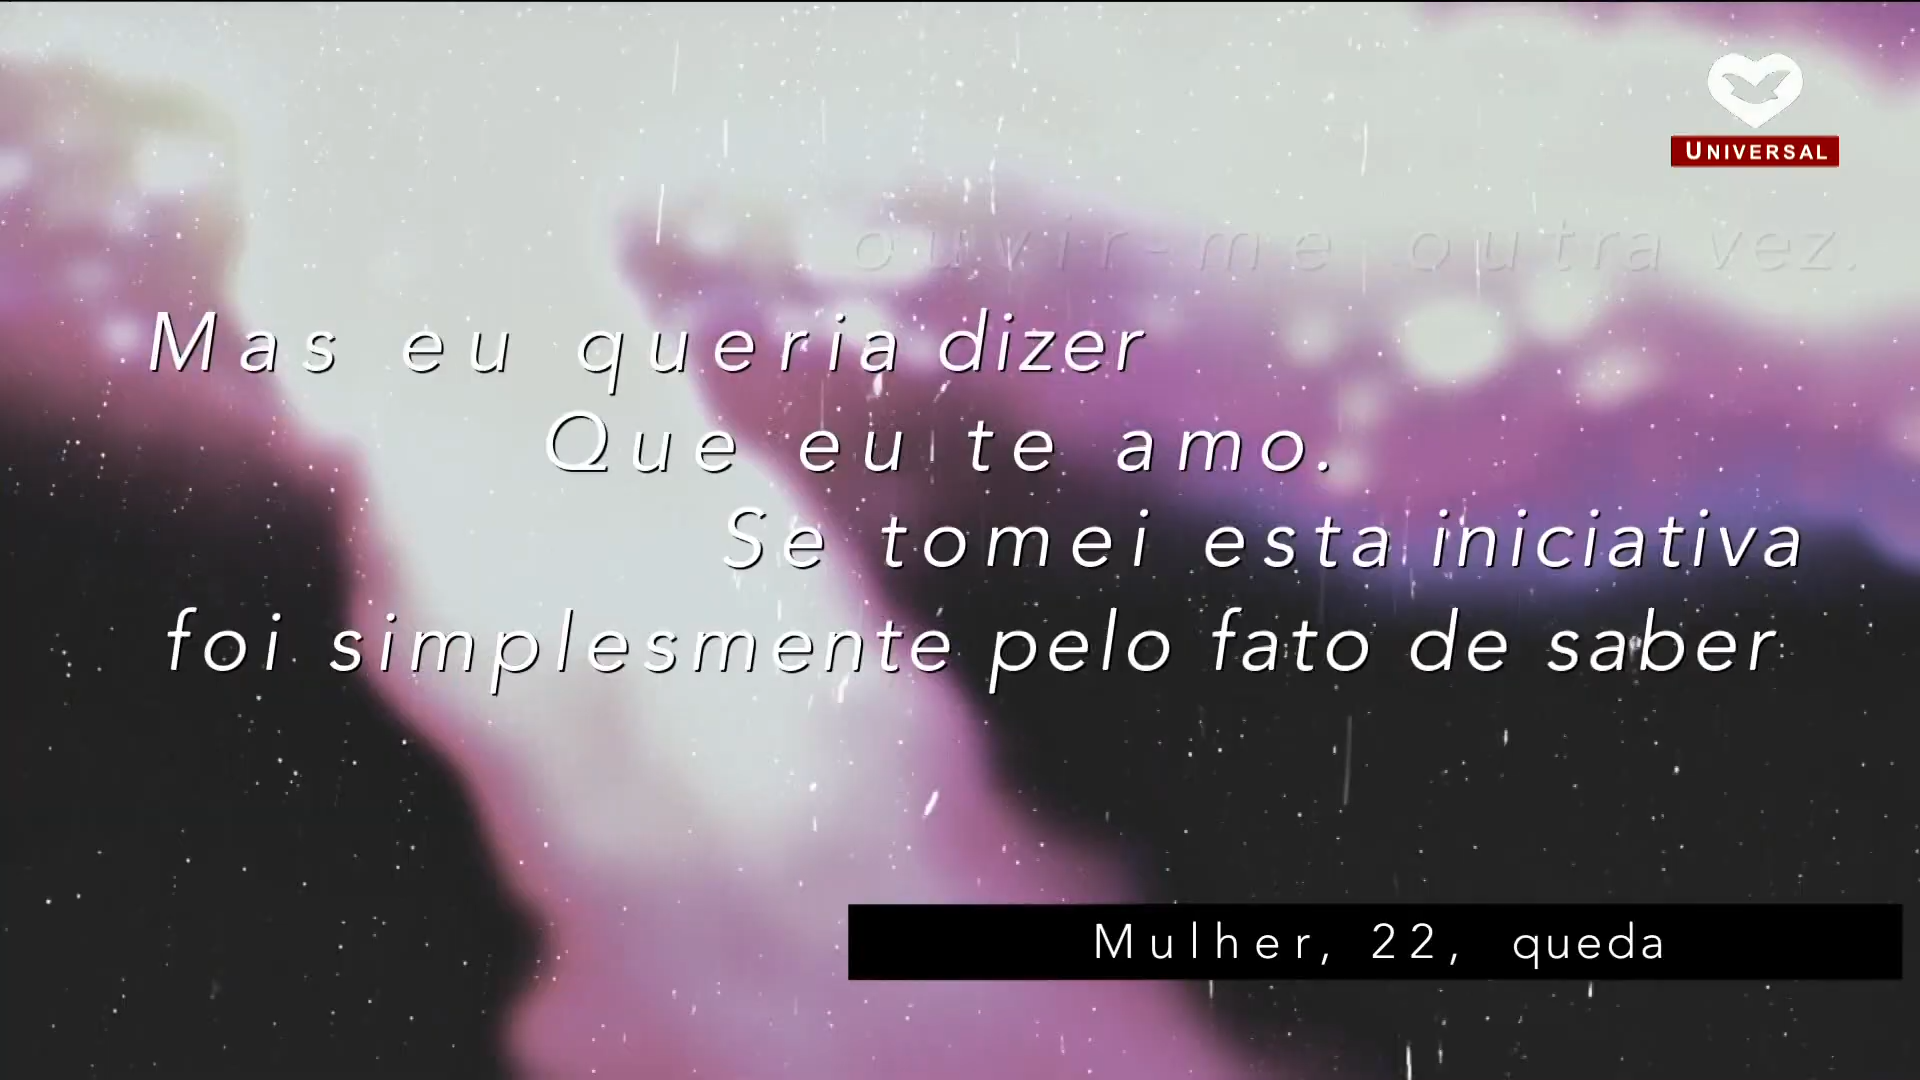 UNIVERSAL
ouvir-me outra vez.
Mas eu queria dizer
Que eu te amo.
Se tomei esta iniciativa
foi simplesmente pelo fato de saber
Mulher, 22, queda